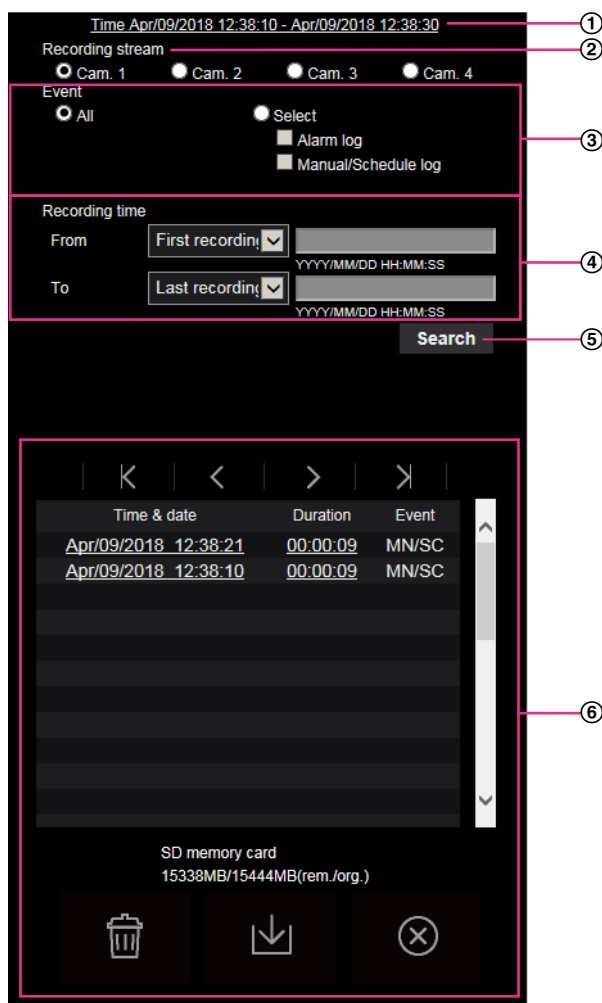 Time Apr/09/2018 12:38:10 - Apr/09/2018 12:38:30
①
Recording stream
②
Cam. 1 Cam. 2 Cam. 3 Cam. 4
Event
All Select
Alarm log
③
Manual/Schedule log
Recording time
From First recording
YYYY/MM/DD HH:MM:SS
④
To Last recording
YYYY/MM/DD HH:MM:SS
Search
⑤
Time & date Duration Event
Apr/09/2018 12:38:21 00:00:09 MN/SC
Apr/09/2018 12:38:10 00:00:09 MN/SC
⑥
SD memory card
15338MB/15444MB(rem./org.)